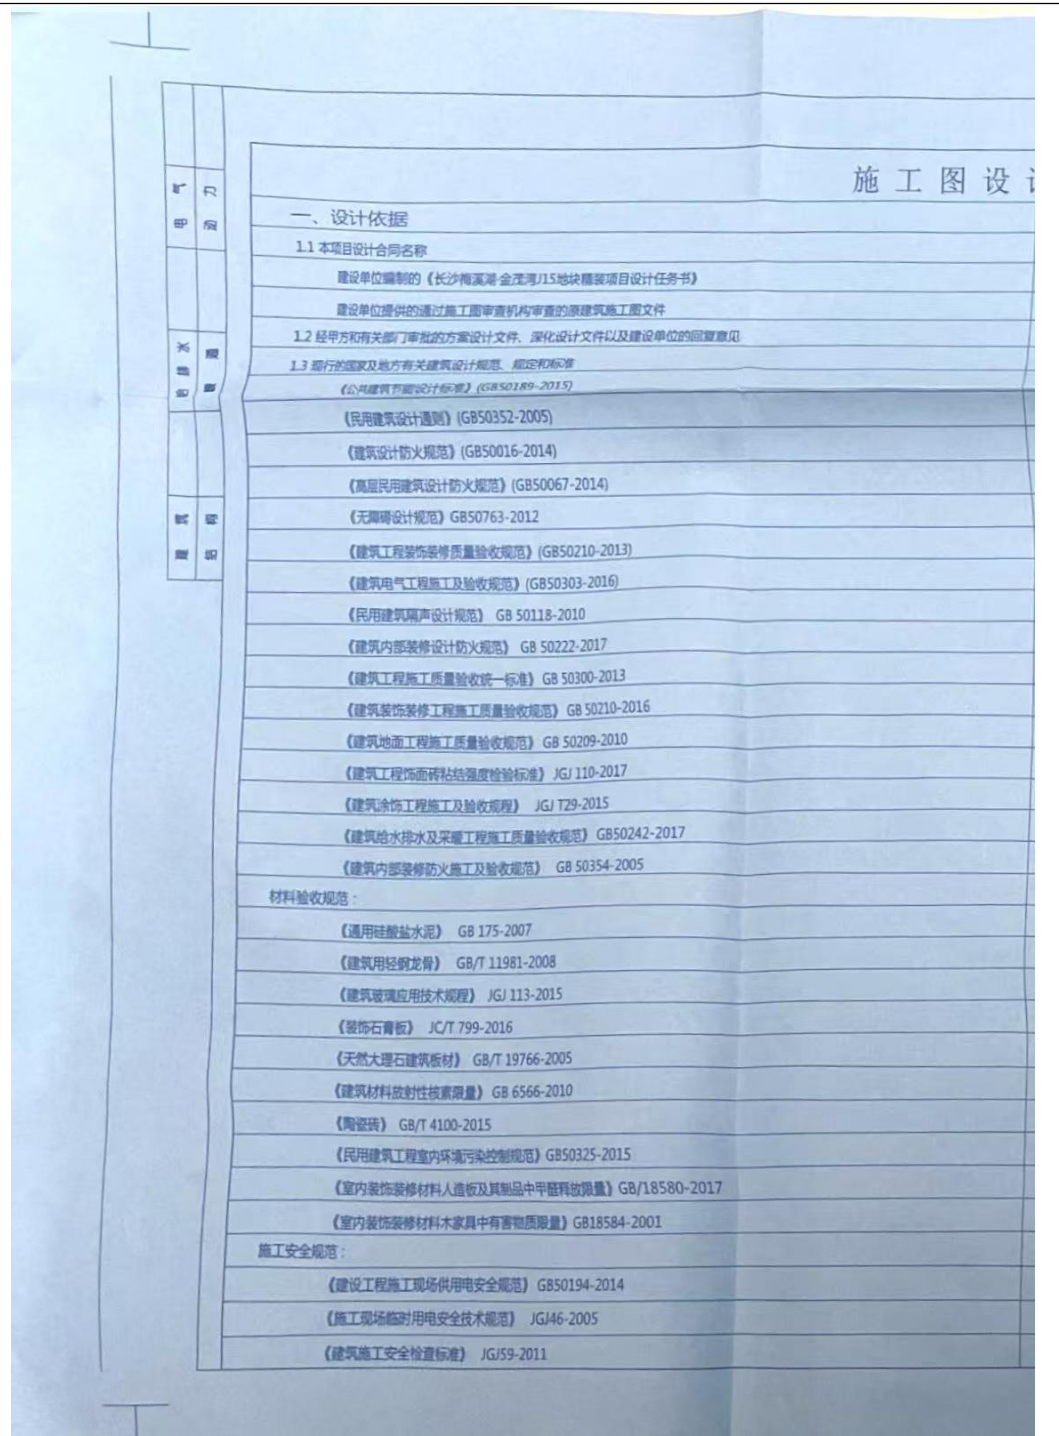 施工图设
电气
动力
给排水
暖通
建筑
结构
一、设计依据
1.1 本项目设计合同名称
建设单位编制的《长沙梅溪湖·金茂湾J15地块精装项目设计任务书》
建设单位提供的通过施工图审查机构审查的原建筑施工图文件
1.2 经甲方和有关部门审批的方案设计文件、深化设计文件以及建设单位的回复意见
1.3 现行的国家及地方有关建筑设计规范、规定和标准
《公共建筑节能设计标准》(GB50189-2015)
《民用建筑设计通则》(GB50352-2005)
《建筑设计防火规范》(GB50016-2014)
《高层民用建筑设计防火规范》(GB50067-2014)
《无障碍设计规范》GB50763-2012
《建筑工程装饰装修质量验收规范》(GB50210-2013)
《建筑电气工程施工及验收规范》(GB50303-2016)
《民用建筑隔声设计规范》 GB 50118-2010
《建筑内部装修设计防火规范》 GB 50222-2017
《建筑工程施工质量验收统一标准》GB 50300-2013
《建筑装饰装修工程施工质量验收规范》GB 50210-2016
《建筑地面工程施工质量验收规范》 GB 50209-2010
《建筑工程饰面砖粘结强度检验标准》 JGJ 110-2017
《建筑涂饰工程施工及验收规程》 JGJ T29-2015
《建筑给水排水及采暖工程施工质量验收规范》GB50242-2017
《建筑内部装修防火施工及验收规范》 GB 50354-2005
材料验收规范：
《通用硅酸盐水泥》 GB 175-2007
《建筑用轻钢龙骨》 GB/T 11981-2008
《建筑玻璃应用技术规程》 JGJ 113-2015
《装饰石膏板》 JC/T 799-2016
《天然大理石建筑板材》 GB/T 19766-2005
《建筑材料放射性核素限量》GB 6566-2010
《陶瓷砖》 GB/T 4100-2015
《民用建筑工程室内环境污染控制规范》GB50325-2015
《室内装饰装修材料人造板及其制品中甲醛释放限量》GB/18580-2017
《室内装饰装修材料木家具中有害物质限量》GB18584-2001
施工安全规范：
《建设工程施工现场供用电安全规范》GB50194-2014
《施工现场临时用电安全技术规范》 JGJ46-2005
《建筑施工安全检查标准》 JGJ59-2011